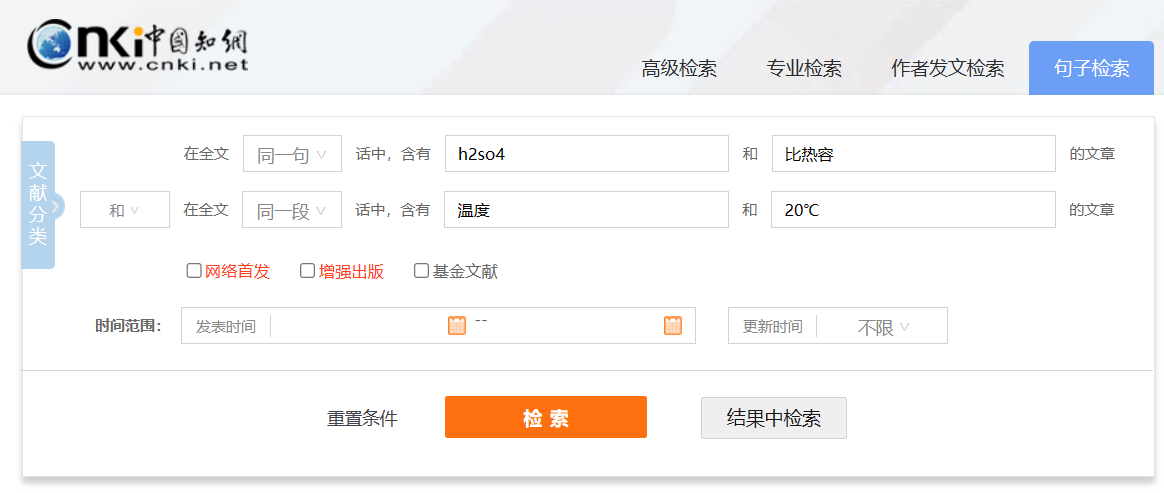 cnki中国知網
www.cnki.net
高级检索 专业检索 作者发文检索 句子检索
文献分类
在全文 同一句 话中，含有 h2so4 和 比热容 的文章
和 在全文 同一段 话中，含有 温度 和 20℃ 的文章
网络首发 增强出版 基金文献
时间范围： 发表时间 -- 更新时间 不限
重置条件 检索 结果中检索